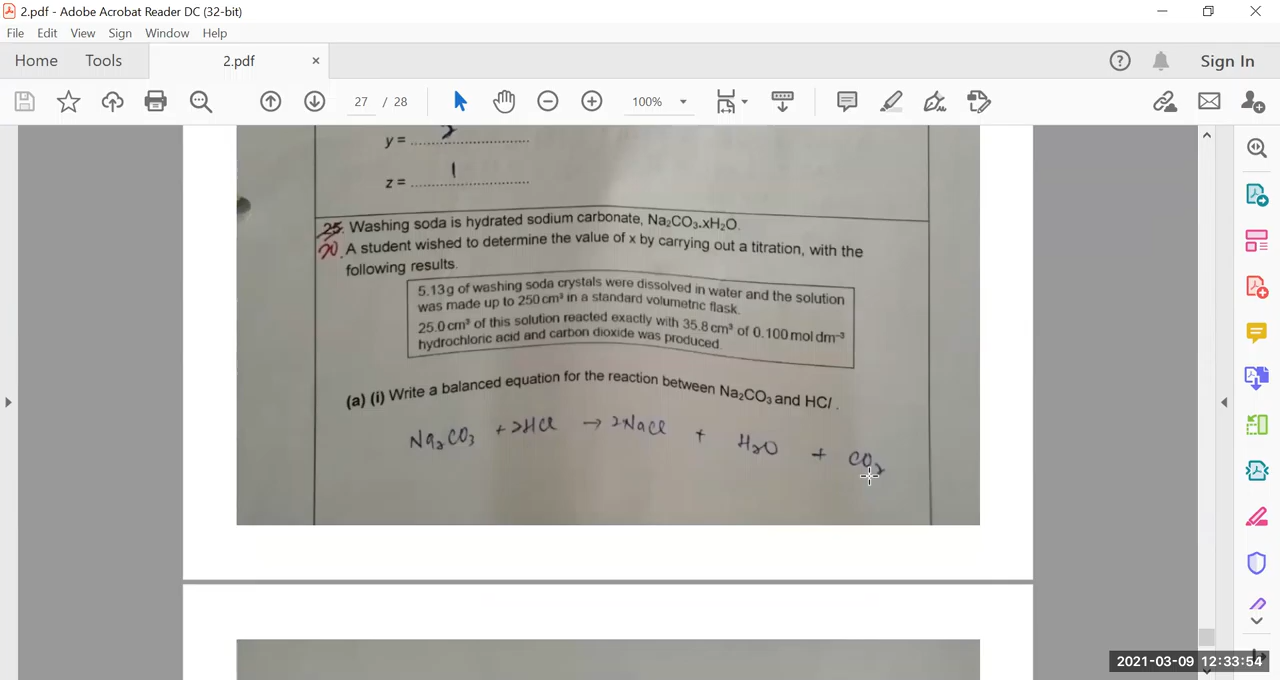 2.pdf - Adobe Acrobat Reader DC (32-bit)
File Edit View Sign Window Help
Home Tools 2.pdf × Sign In
27 / 28 100%
y = 2
z = 1
25. Washing soda is hydrated sodium carbonate, Na₂CO₃.xH₂O.
20. A student wished to determine the value of x by carrying out a titration, with the
following results.
5.13g of washing soda crystals were dissolved in water and the solution
was made up to 250 cm³ in a standard volumetric flask.
25.0 cm³ of this solution reacted exactly with 35.8 cm³ of 0.100 mol dm⁻³
hydrochloric acid and carbon dioxide was produced.
(a) (i) Write a balanced equation for the reaction between Na₂CO₃ and HCl.
Na₂CO₃ + 2HCl → 2NaCl + H₂O + CO₂
2021-03-09 12:33:54